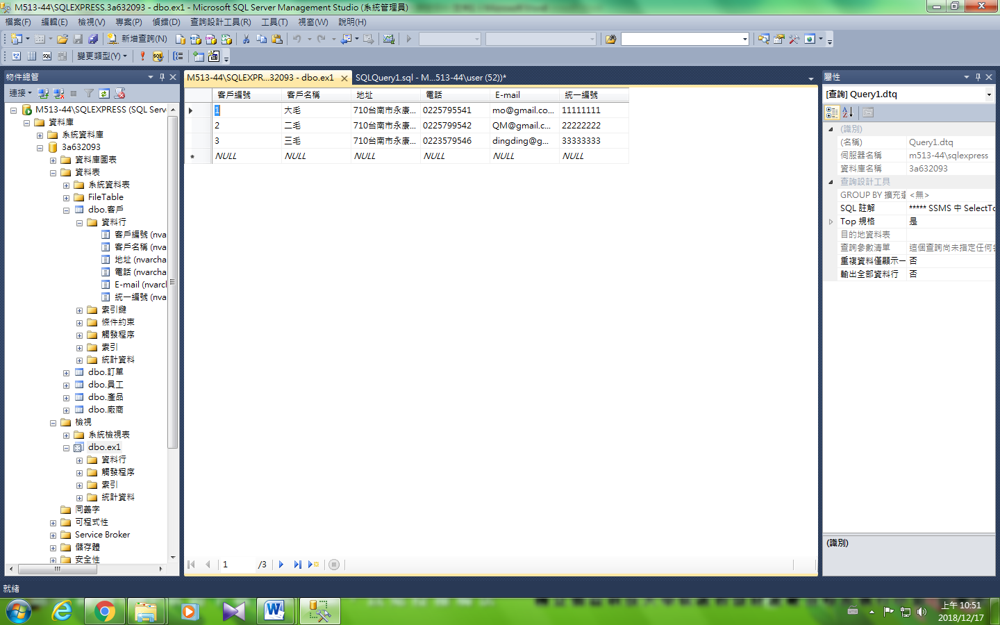 M513-44\SQLEXPRESS.3a632093 - dbo.ex1 - Microsoft SQL Server Management Studio (系統管理員)
檔案(F) 編輯(E) 檢視(V) 專案(P) 偵錯(D) 查詢設計工具(R) 工具(T) 視窗(W) 說明(H)
新增查詢(N)
變更類型(Y)
物件總管
連接
M513-44\SQLEXPRESS (SQL Serv
資料庫
系統資料庫
3a632093
資料庫圖表
資料表
系統資料表
FileTable
dbo.客戶
資料行
客戶編號 (nva
客戶名稱 (nva
地址 (nvarcha
電話 (nvarcha
E-mail (nvarcl
統一編號 (nva
索引鍵
條件約束
觸發程序
索引
統計資料
dbo.訂單
dbo.員工
dbo.產品
dbo.廠商
檢視
系統檢視表
dbo.ex1
資料行
觸發程序
索引
統計資料
同義字
可程式性
Service Broker
儲存體
安全性
M513-44\SQLEXPR...32093 - dbo.ex1 SQLQuery1.sql - M...513-44\user (52))*
客戶編號 客戶名稱 地址 電話 E-mail 統一編號
1 大毛 710台南市永康... 0225795541 mo@gmail.co... 11111111
2 二毛 710台南市永康... 0225799542 QM@gmail.c... 22222222
3 三毛 710台南市永康... 0223579546 dingding@g... 33333333
NULL NULL NULL NULL NULL NULL
1 /3
屬性
[查詢] Query1.dtq
(識別)
(名稱) Query1.dtq
伺服器名稱 m513-44\sqlexpress
資料庫名稱 3a632093
查詢設計工具
GROUP BY 擴充選 <無>
SQL 註解 ***** SSMS 中 SelectTo
Top 規格 是
目的地資料表
查詢參數清單 這個查詢尚未指定任何參
重複資料僅顯示一 否
輸出全部資料行 否
(識別)
就緒
上午 10:51
2018/12/17